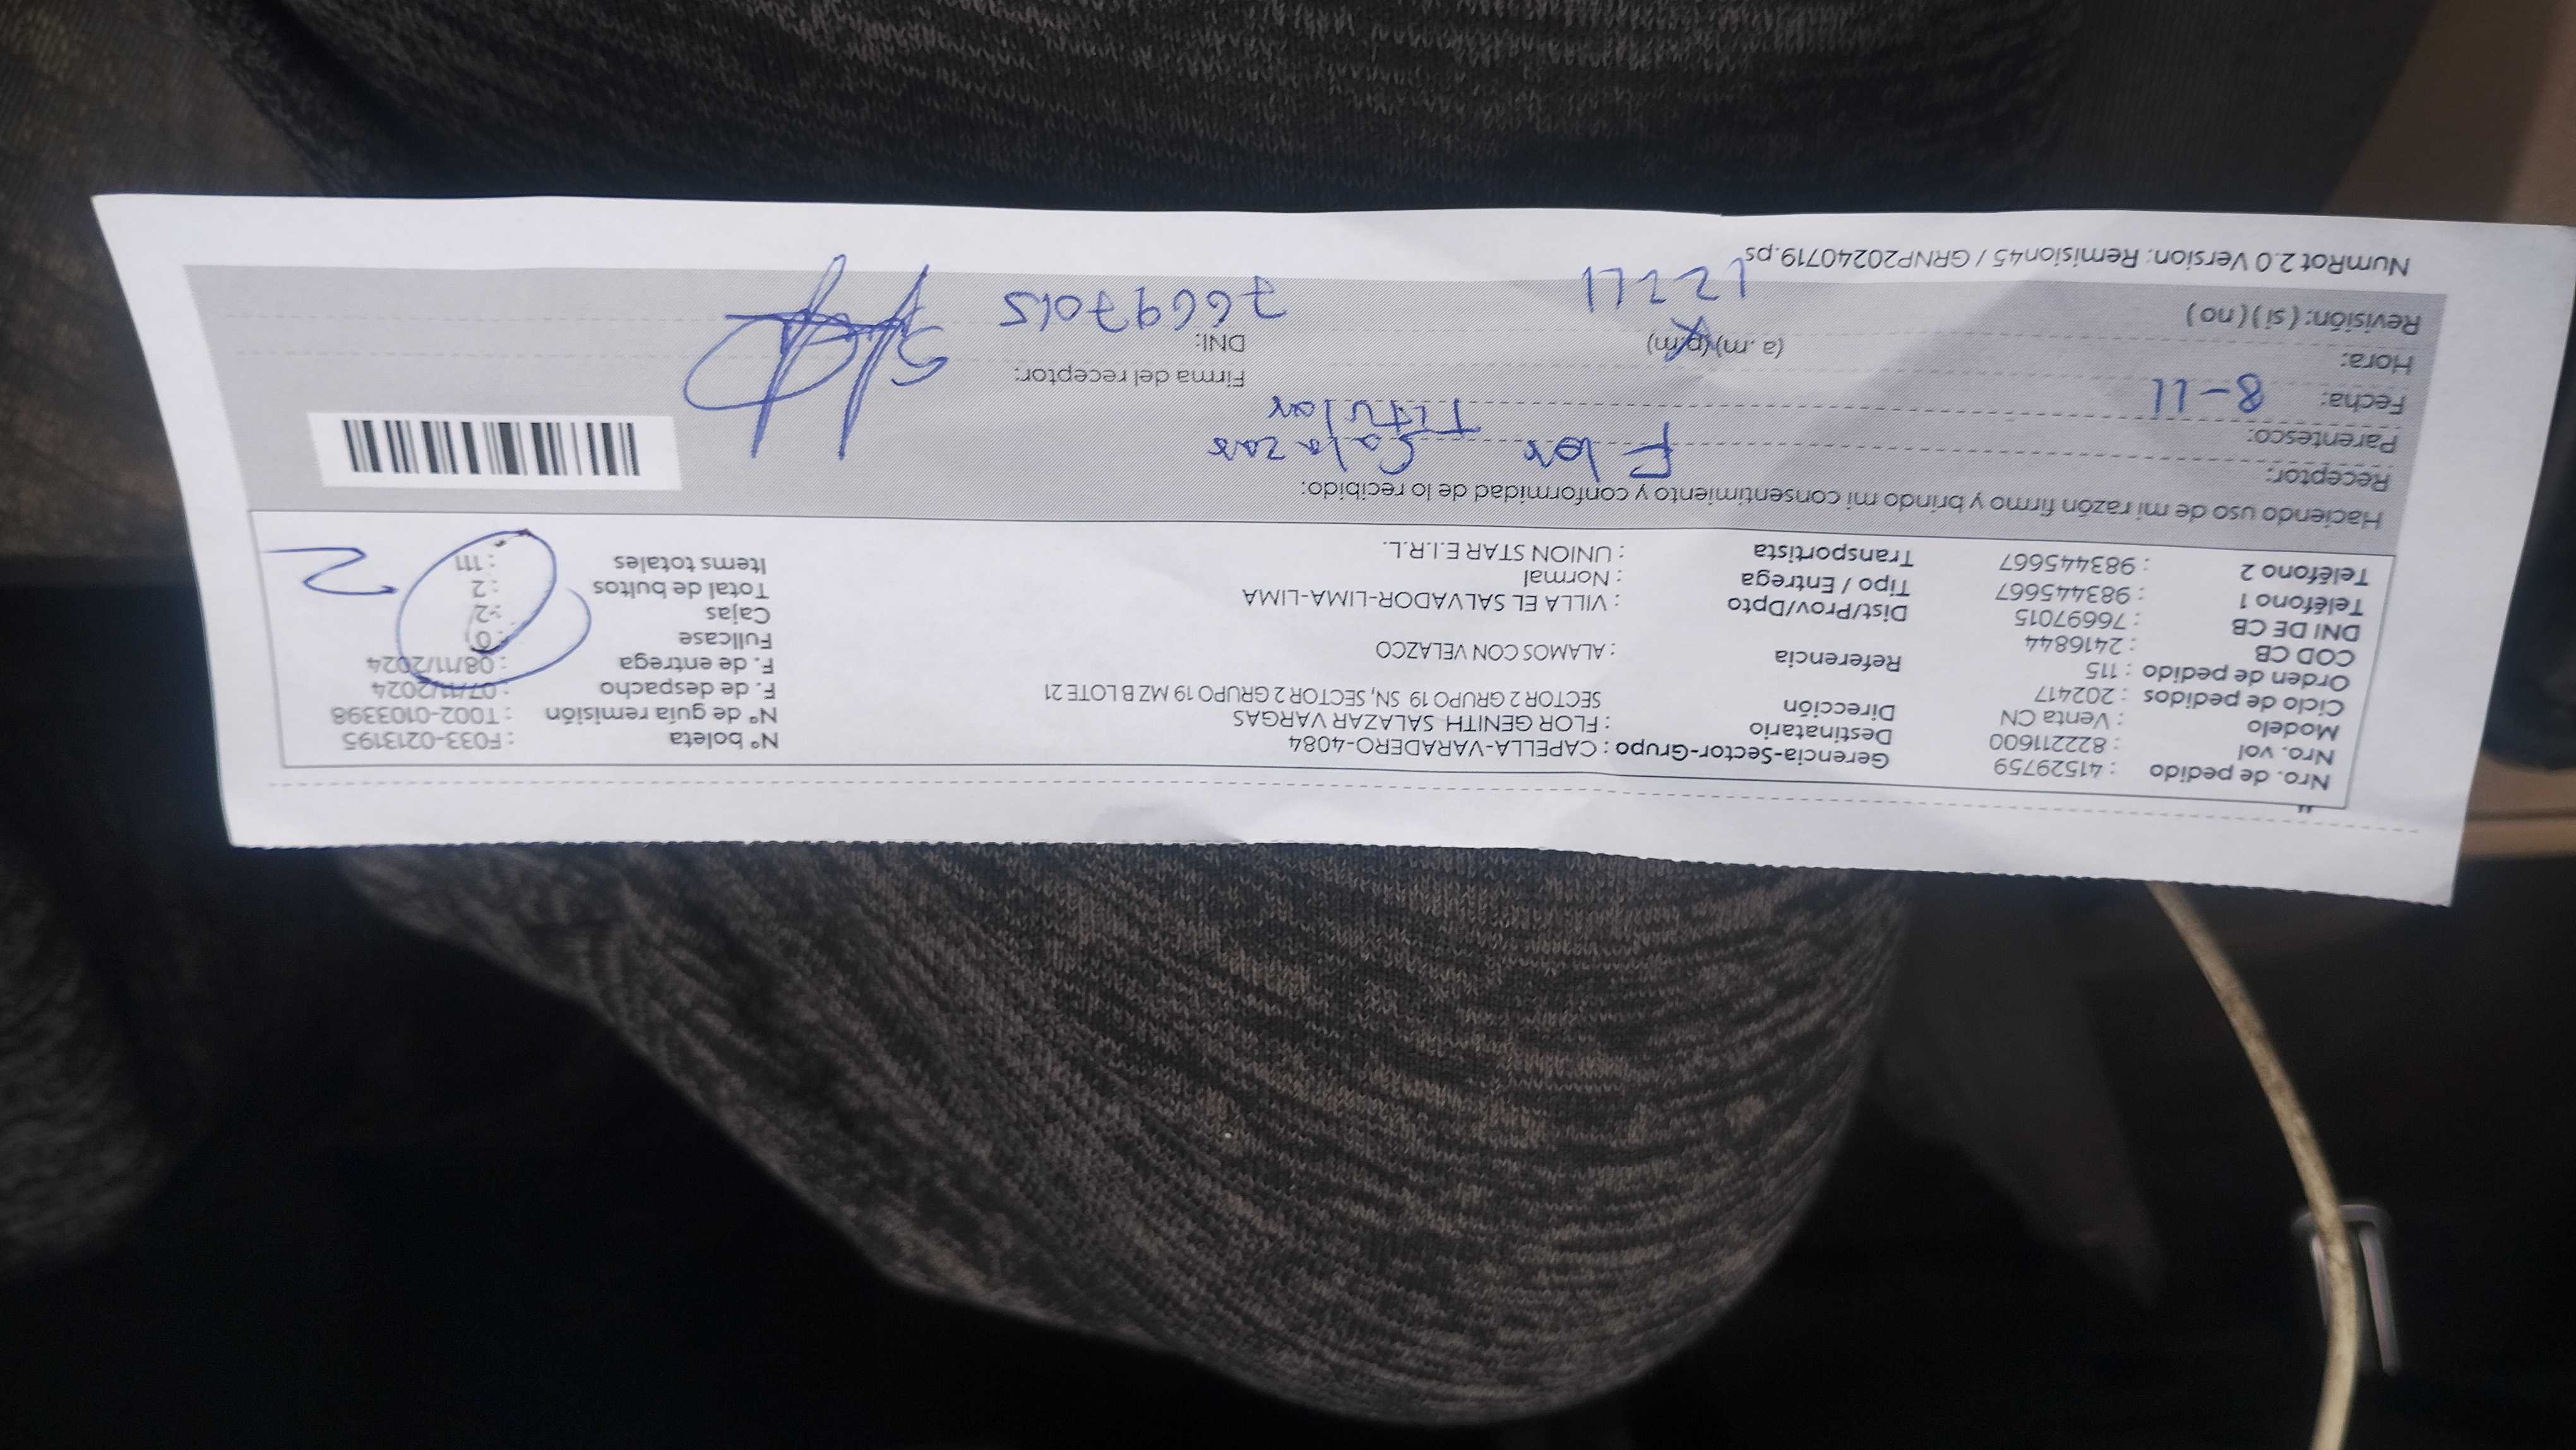 Nro. de pedido : 41529759 Gerencia-Sector-Grupo : CAPELLA-VARADERO-4084 N° boleta : F033-0213195
Nro. vol : 822211600 Destinatario : FLOR GENITH SALAZAR VARGAS N° de guía remisión : T002-0103398
Modelo : Venta CN Dirección SECTOR 2 GRUPO 19 SN, SECTOR 2 GRUPO 19 MZ B LOTE 21 F. de despacho : 07/11/2024
Ciclo de pedidos : 202417 F. de entrega : 08/11/2024
Orden de pedido : 115 Referencia : ALAMOS CON VELAZCO Fullcase : 0
COD CB : 2416844 Cajas : 2
DNI DE CB : 76697015 Dist/Prov/Dpto : VILLA EL SALVADOR-LIMA-LIMA Total de bultos : 2
Teléfono 1 : 983445667 Tipo / Entrega : Normal Items totales : 111
Teléfono 2 : 983445667 Transportista : UNION STAR E.I.R.L.
2
Haciendo uso de mi razón firmo y brindo mi consentimiento y conformidad de lo recibido:
Receptor: Flor Salazar
Parentesco: Titular
Fecha: 8-11 Firma del receptor:
Hora: (a.m) (p.m) DNI: 76697015
Revisión: (si) (no)
NumRot 2.0 Version: Remision45 / GRNP20240719.ps